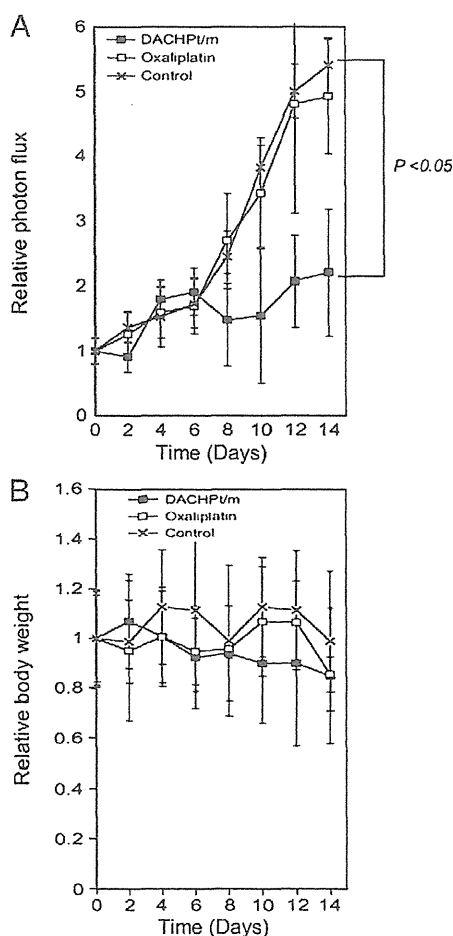 A
6
DACHPt/m
Oxaliplatin
Control
5
4
3
2
1
0
Relative photon flux
P <0.05
0 2 4 6 8 10 12 14
Time (Days)
B
1.6
DACHPt/m
Oxaliplatin
Control
1.4
1.2
1
0.8
0.6
0.4
0.2
0
Relative body weight
0 2 4 6 8 10 12 14
Time (Days)